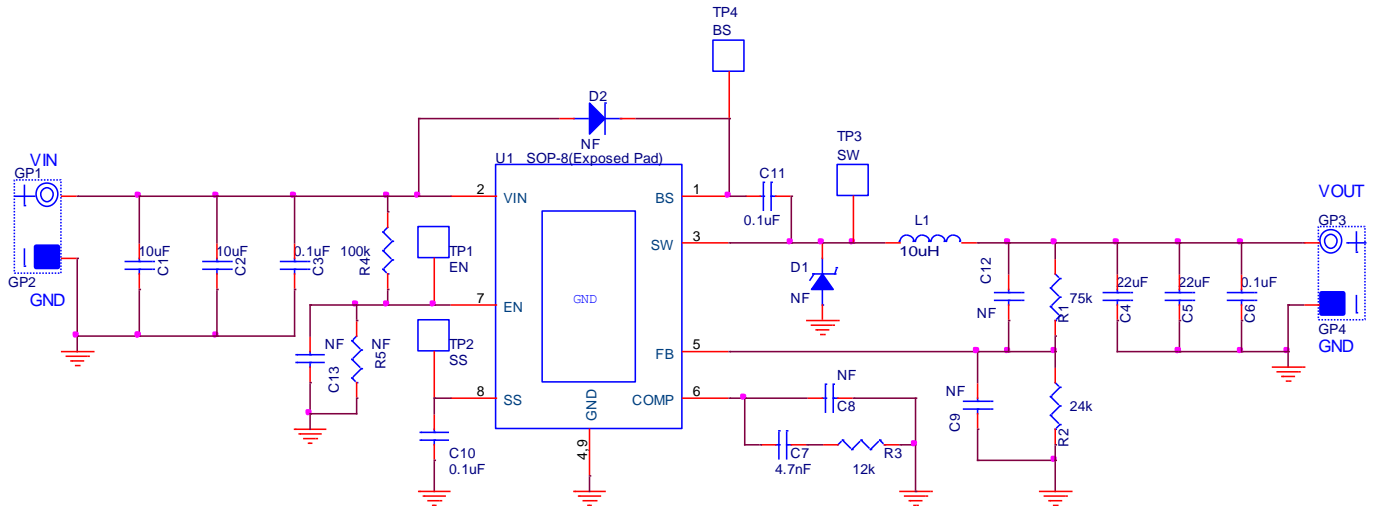 TP4
BS
D2
NF
U1 SOP-8(Exposed Pad)
TP3
SW
VIN
GP1
+
GP2
GND
10uF
C1
10uF
C2
0.1uF
C3
100k
R4
TP1
EN
TP2
SS
NF
C13
NF
R5
C10
0.1uF
2
VIN
7
EN
8
SS
GND
GND
4,9
BS
1
SW
3
FB
5
COMP
6
C11
0.1uF
D1
NF
L1
10uH
C12
NF
75k
R1
22uF
C4
22uF
C5
0.1uF
C6
VOUT
GP3
+
GP4
GND
NF
C8
C7
4.7nF
R3
12k
NF
C9
24k
R2